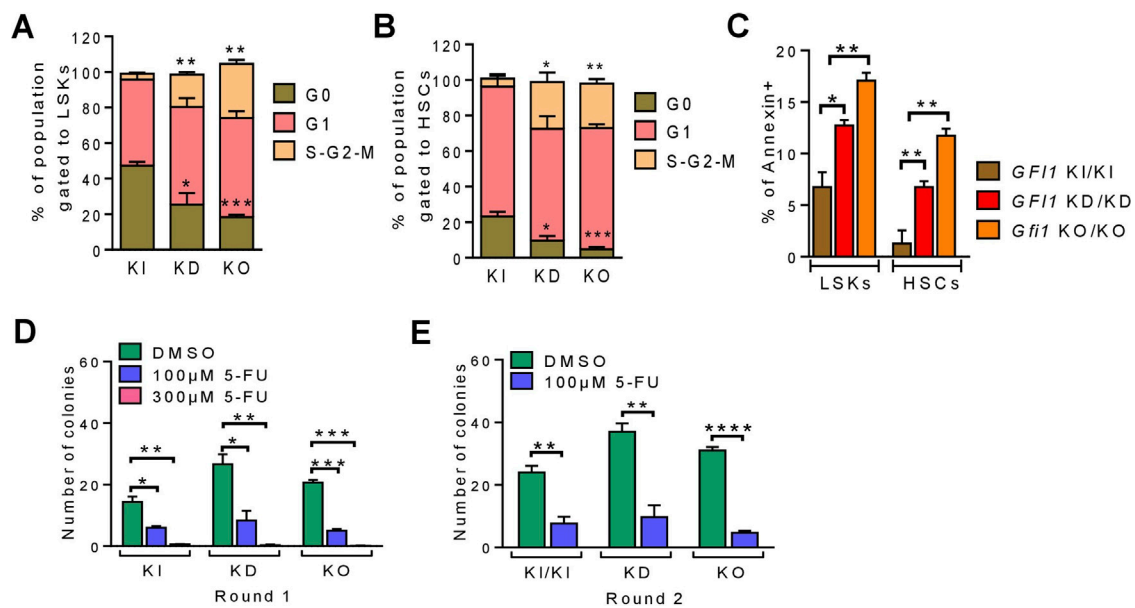 A
% of population
gated to LSKs
120
100
80
60
40
20
0
** **
* ***
KI KD KO
G0
G1
S-G2-M
B
% of population
gated to HSCs
120
100
80
60
40
20
0
* **
* ***
KI KD KO
G0
G1
S-G2-M
C
% of Annexin+
20
15
10
5
0
**
*
**
**
LSKs HSCs
GFI1 KI/KI
GFI1 KD/KD
Gfi1 KO/KO
D
DMSO
100μM 5-FU
300μM 5-FU
Number of colonies
60
40
20
0
**
*
**
*
***
***
KI KD KO
Round 1
E
DMSO
100μM 5-FU
Number of colonies
60
40
20
0
** ** ****
KI/KI KD KO
Round 2